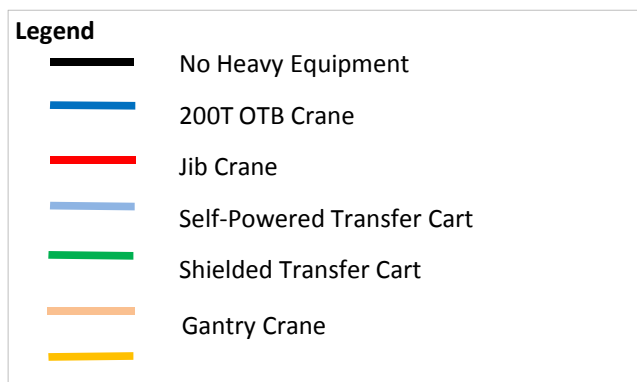 Legend
No Heavy Equipment
200T OTB Crane
Jib Crane
Self-Powered Transfer Cart
Shielded Transfer Cart
Gantry Crane